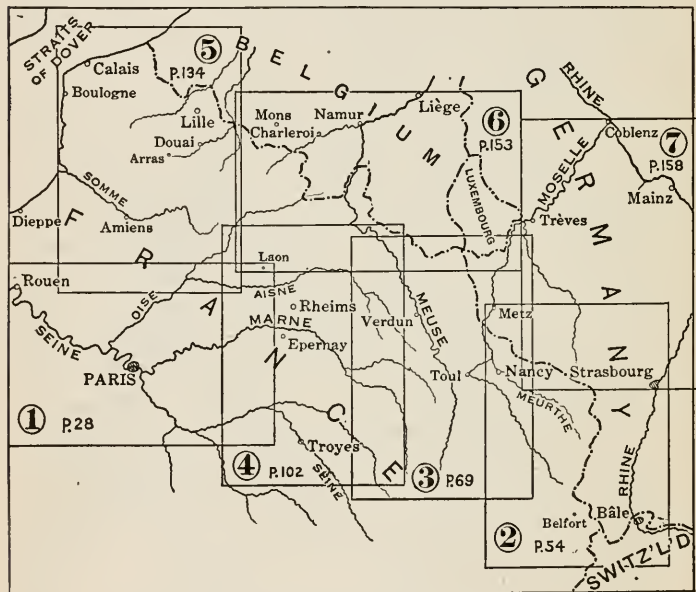 STRAITS
OF DOVER
Calais
Boulogne
5
P.134
BELGIUM
Lille
Douai
Arras
Mons
Charleroi
Namur
Liège
6
P.153
LUXEMBOURG
GERMANY
RHINE
Coblenz
7
P.158
MOSELLE
Mainz
Trèves
SOMME
Dieppe
Amiens
FRANCE
Laon
Rouen
OISE
AISNE
Rheims
SEINE
MARNE
Epernay
Verdun
MEUSE
Metz
PARIS
Toul
Nancy
Strasbourg
MEURTHE
1
P.28
Troyes
SEINE
4
P.102
3
P.69
RHINE
Belfort
Bâle
2
P.54
SWITZ'L'D